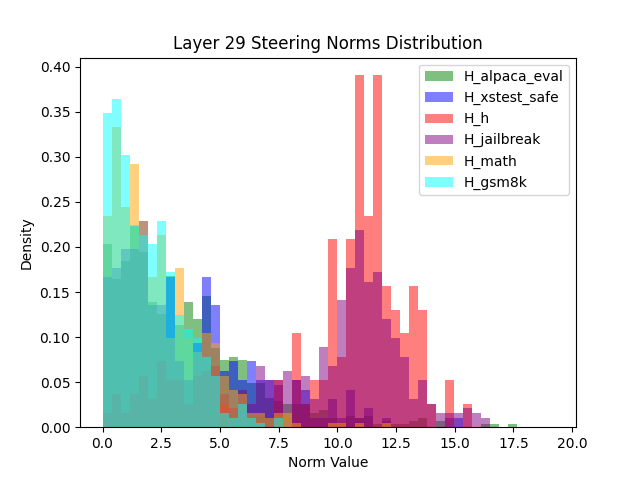 Layer 29 Steering Norms Distribution
0.40
0.35
0.30
0.25
0.20
0.15
0.10
0.05
0.00
Density
H_alpaca_eval
H_xstest_safe
H_h
H_jailbreak
H_math
H_gsm8k
0.0 2.5 5.0 7.5 10.0 12.5 15.0 17.5 20.0
Norm Value